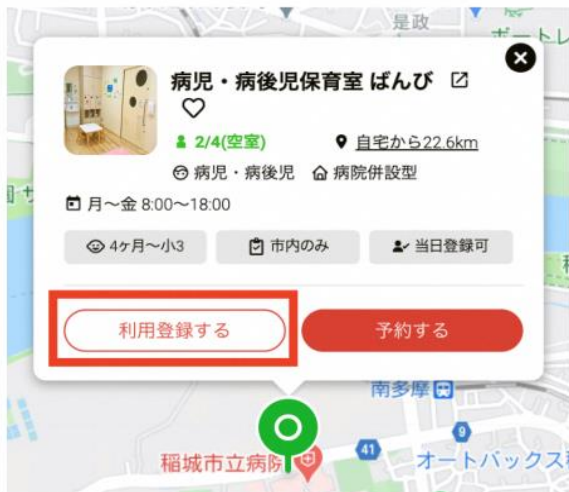 是政
病児・病後児保育室 ばんび
2/4(空室)
自宅から22.6km
病児・病後児
病院併設型
月～金 8:00～18:00
4ヶ月～小3
市内のみ
当日登録可
利用登録する
予約する
南多摩
稲城市立病院
41
9
オートバックス